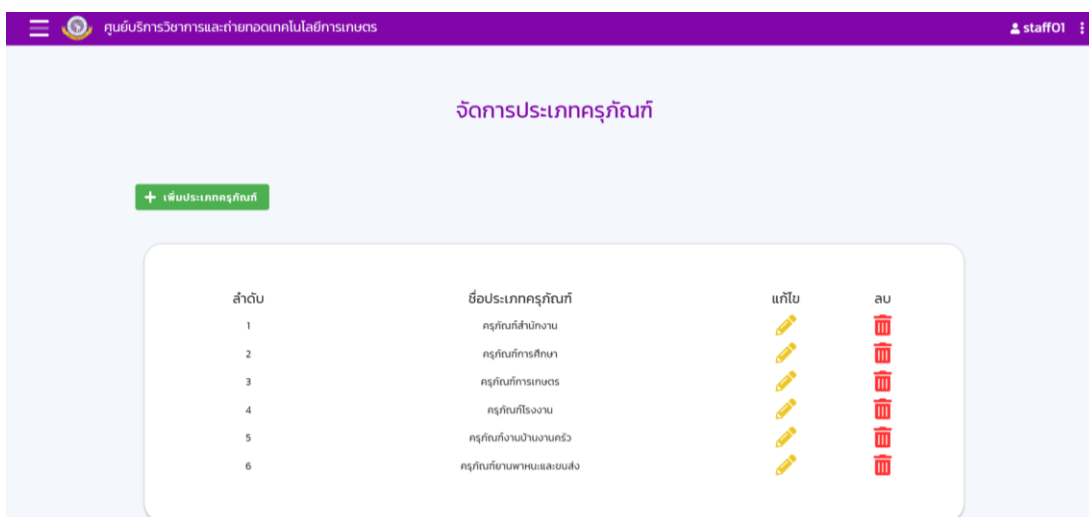 ศูนย์บริการวิชาการและถ่ายทอดเทคโนโลยีการเกษตร staff01
จัดการประเภทครุภัณฑ์
+ เพิ่มประเภทครุภัณฑ์
ลำดับ ชื่อประเภทครุภัณฑ์ แก้ไข ลบ
1 ครุภัณฑ์สำนักงาน
2 ครุภัณฑ์การศึกษา
3 ครุภัณฑ์การเกษตร
4 ครุภัณฑ์โรงงาน
5 ครุภัณฑ์งานบ้านงานครัว
6 ครุภัณฑ์ยานพาหนะและขนส่ง